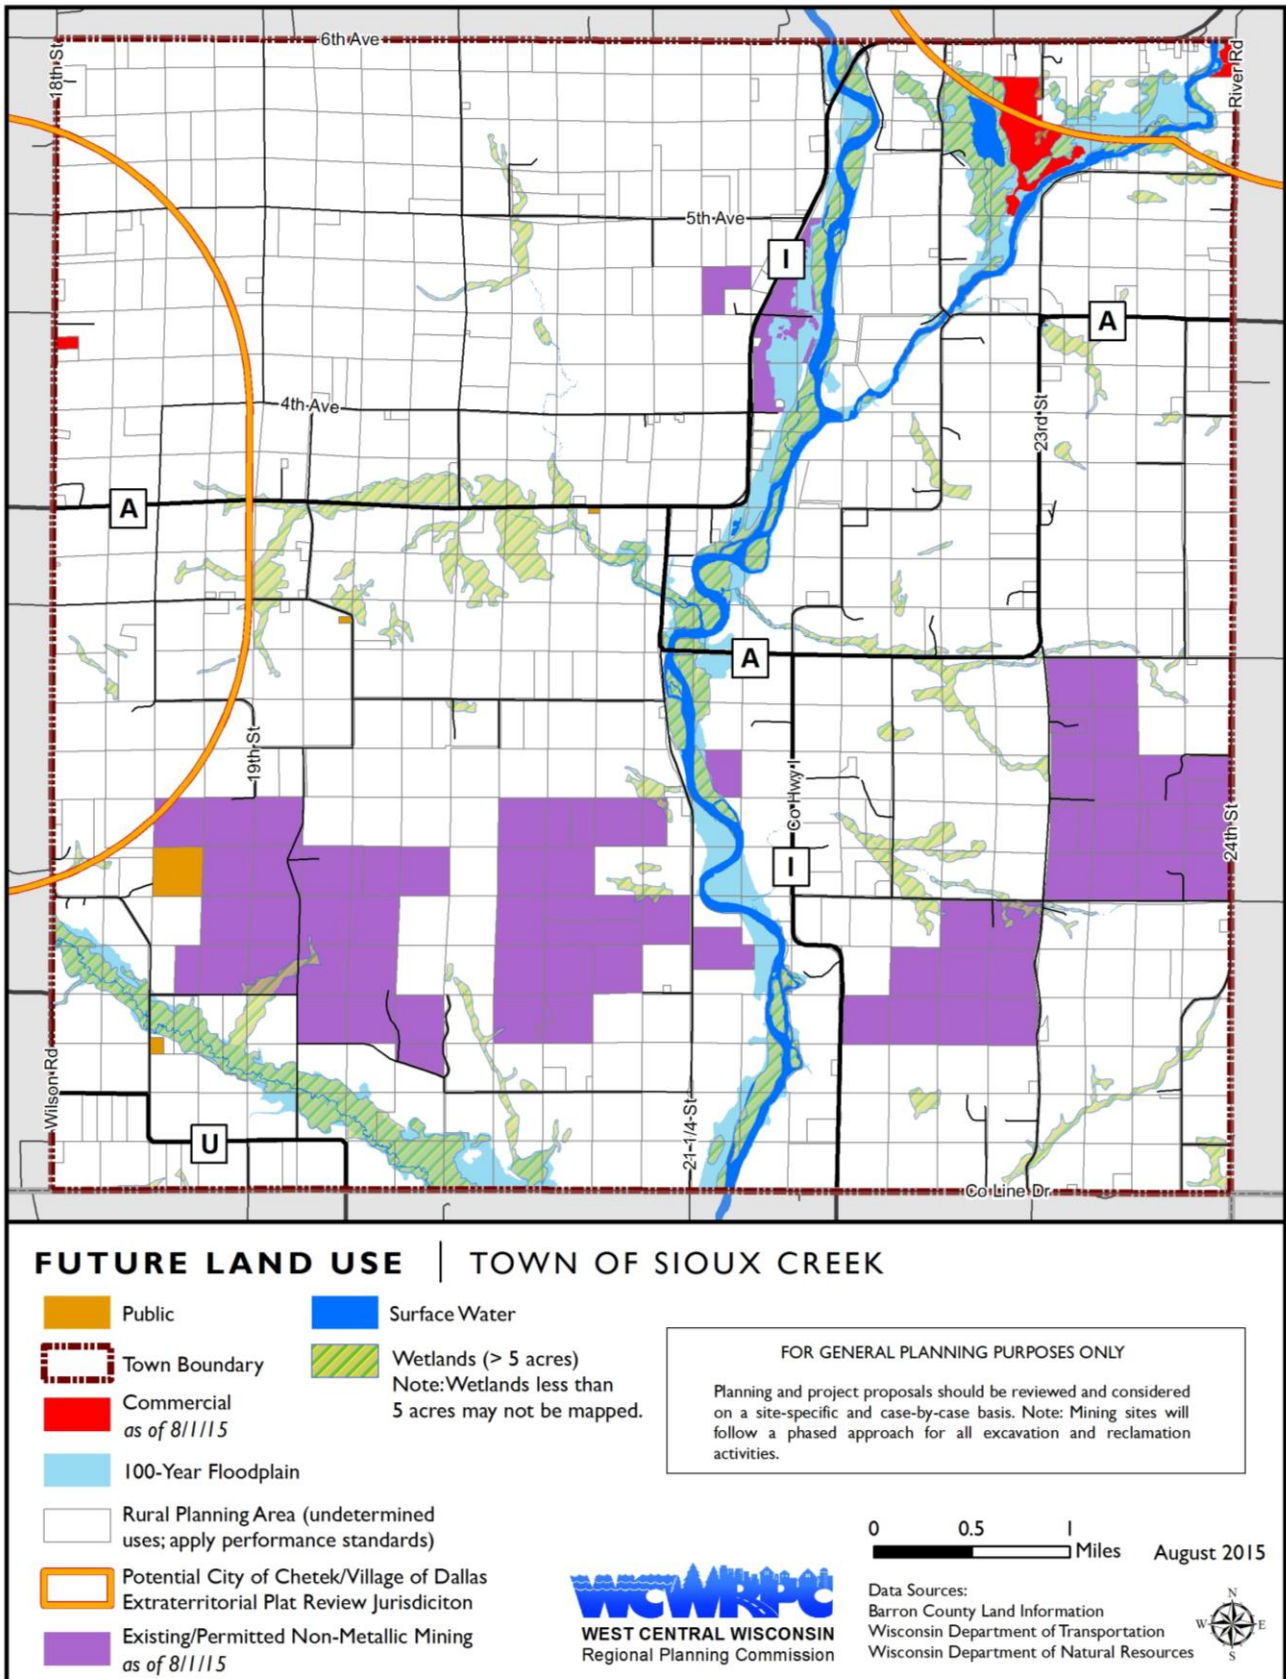 6th Ave
18th St
River Rd
5th Ave
I
A
4th Ave
23rd St
A
A
19th St
Co Hwy I
24th St
I
Wilson Rd
21-1/4-St
U
Co Line Dr
FUTURE LAND USE | TOWN OF SIOUX CREEK
Public
Surface Water
Town Boundary
Wetlands (> 5 acres)
Note:Wetlands less than
5 acres may not be mapped.
Commercial
as of 8/1/15
100-Year Floodplain
Rural Planning Area (undetermined
uses; apply performance standards)
Potential City of Chetek/Village of Dallas
Extraterritorial Plat Review Jurisdiciton
Existing/Permitted Non-Metallic Mining
as of 8/1/15
FOR GENERAL PLANNING PURPOSES ONLY
Planning and project proposals should be reviewed and considered
on a site-specific and case-by-case basis. Note: Mining sites will
follow a phased approach for all excavation and reclamation
activities.
0 0.5 1
Miles
August 2015
WCWRPC
WEST CENTRAL WISCONSIN
Regional Planning Commission
Data Sources:
Barron County Land Information
Wisconsin Department of Transportation
Wisconsin Department of Natural Resources
N
W E
S